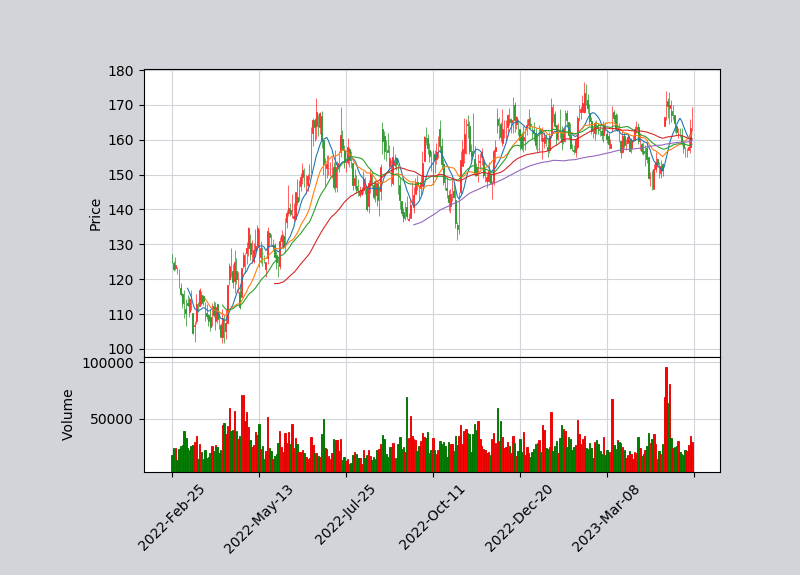 180
170
160
150
140
130
120
110
100
Price
100000
50000
Volume
2022-Feb-25
2022-May-13
2022-Jul-25
2022-Oct-11
2022-Dec-20
2023-Mar-08